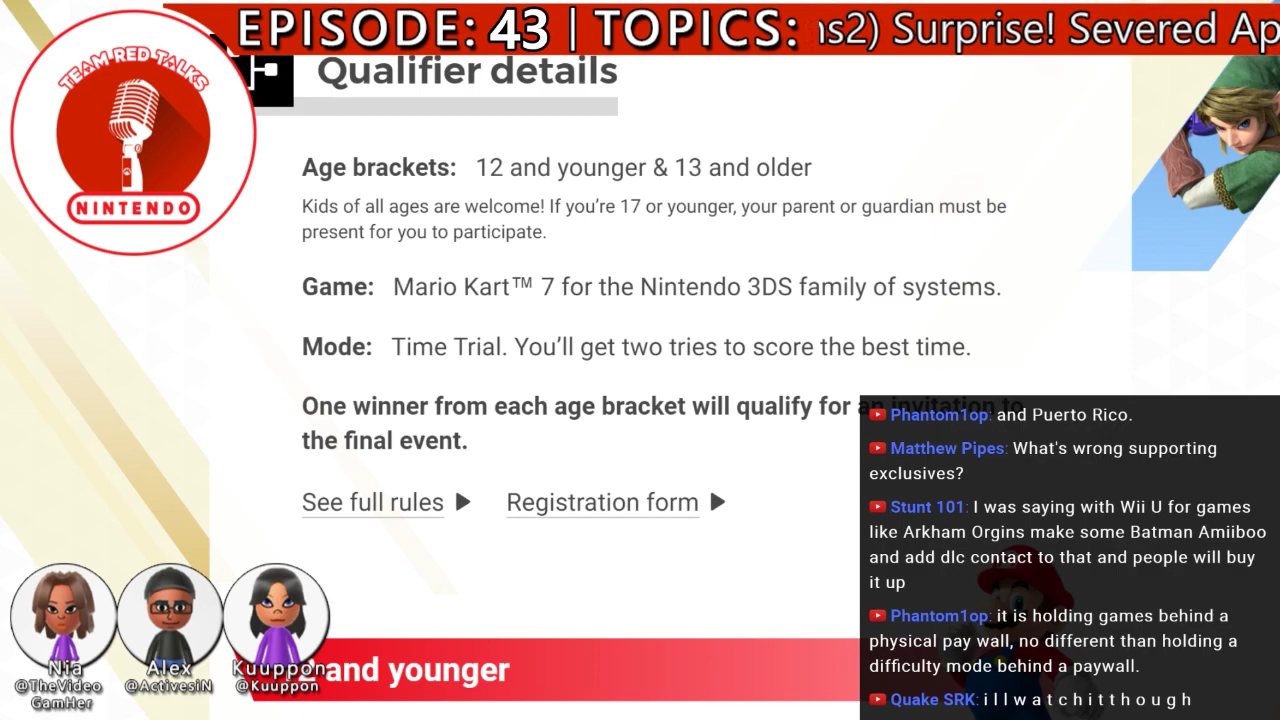 EPISODE: 43 | TOPICS: ns2) Surprise! Severed Ap
TEAM RED TALKS
NINTENDO
Qualifier details
Age brackets: 12 and younger & 13 and older
Kids of all ages are welcome! If you’re 17 or younger, your parent or guardian must be
present for you to participate.
Game: Mario Kart™ 7 for the Nintendo 3DS family of systems.
Mode: Time Trial. You’ll get two tries to score the best time.
One winner from each age bracket will qualify for an invitation to
the final event.
See full rules Registration form
and younger
Nia
@TheVideo
GamHer
Alex
@ActivesiN
Kuuppon
@Kuuppon
Phantom1op: and Puerto Rico.
Matthew Pipes: What's wrong supporting
exclusives?
Stunt 101: I was saying with Wii U for games
like Arkham Orgins make some Batman Amiiboo
and add dlc contact to that and people will buy
it up
Phantom1op: it is holding games behind a
physical pay wall, no different than holding a
difficulty mode behind a paywall.
Quake SRK: i l l w a t c h i t t h o u g h